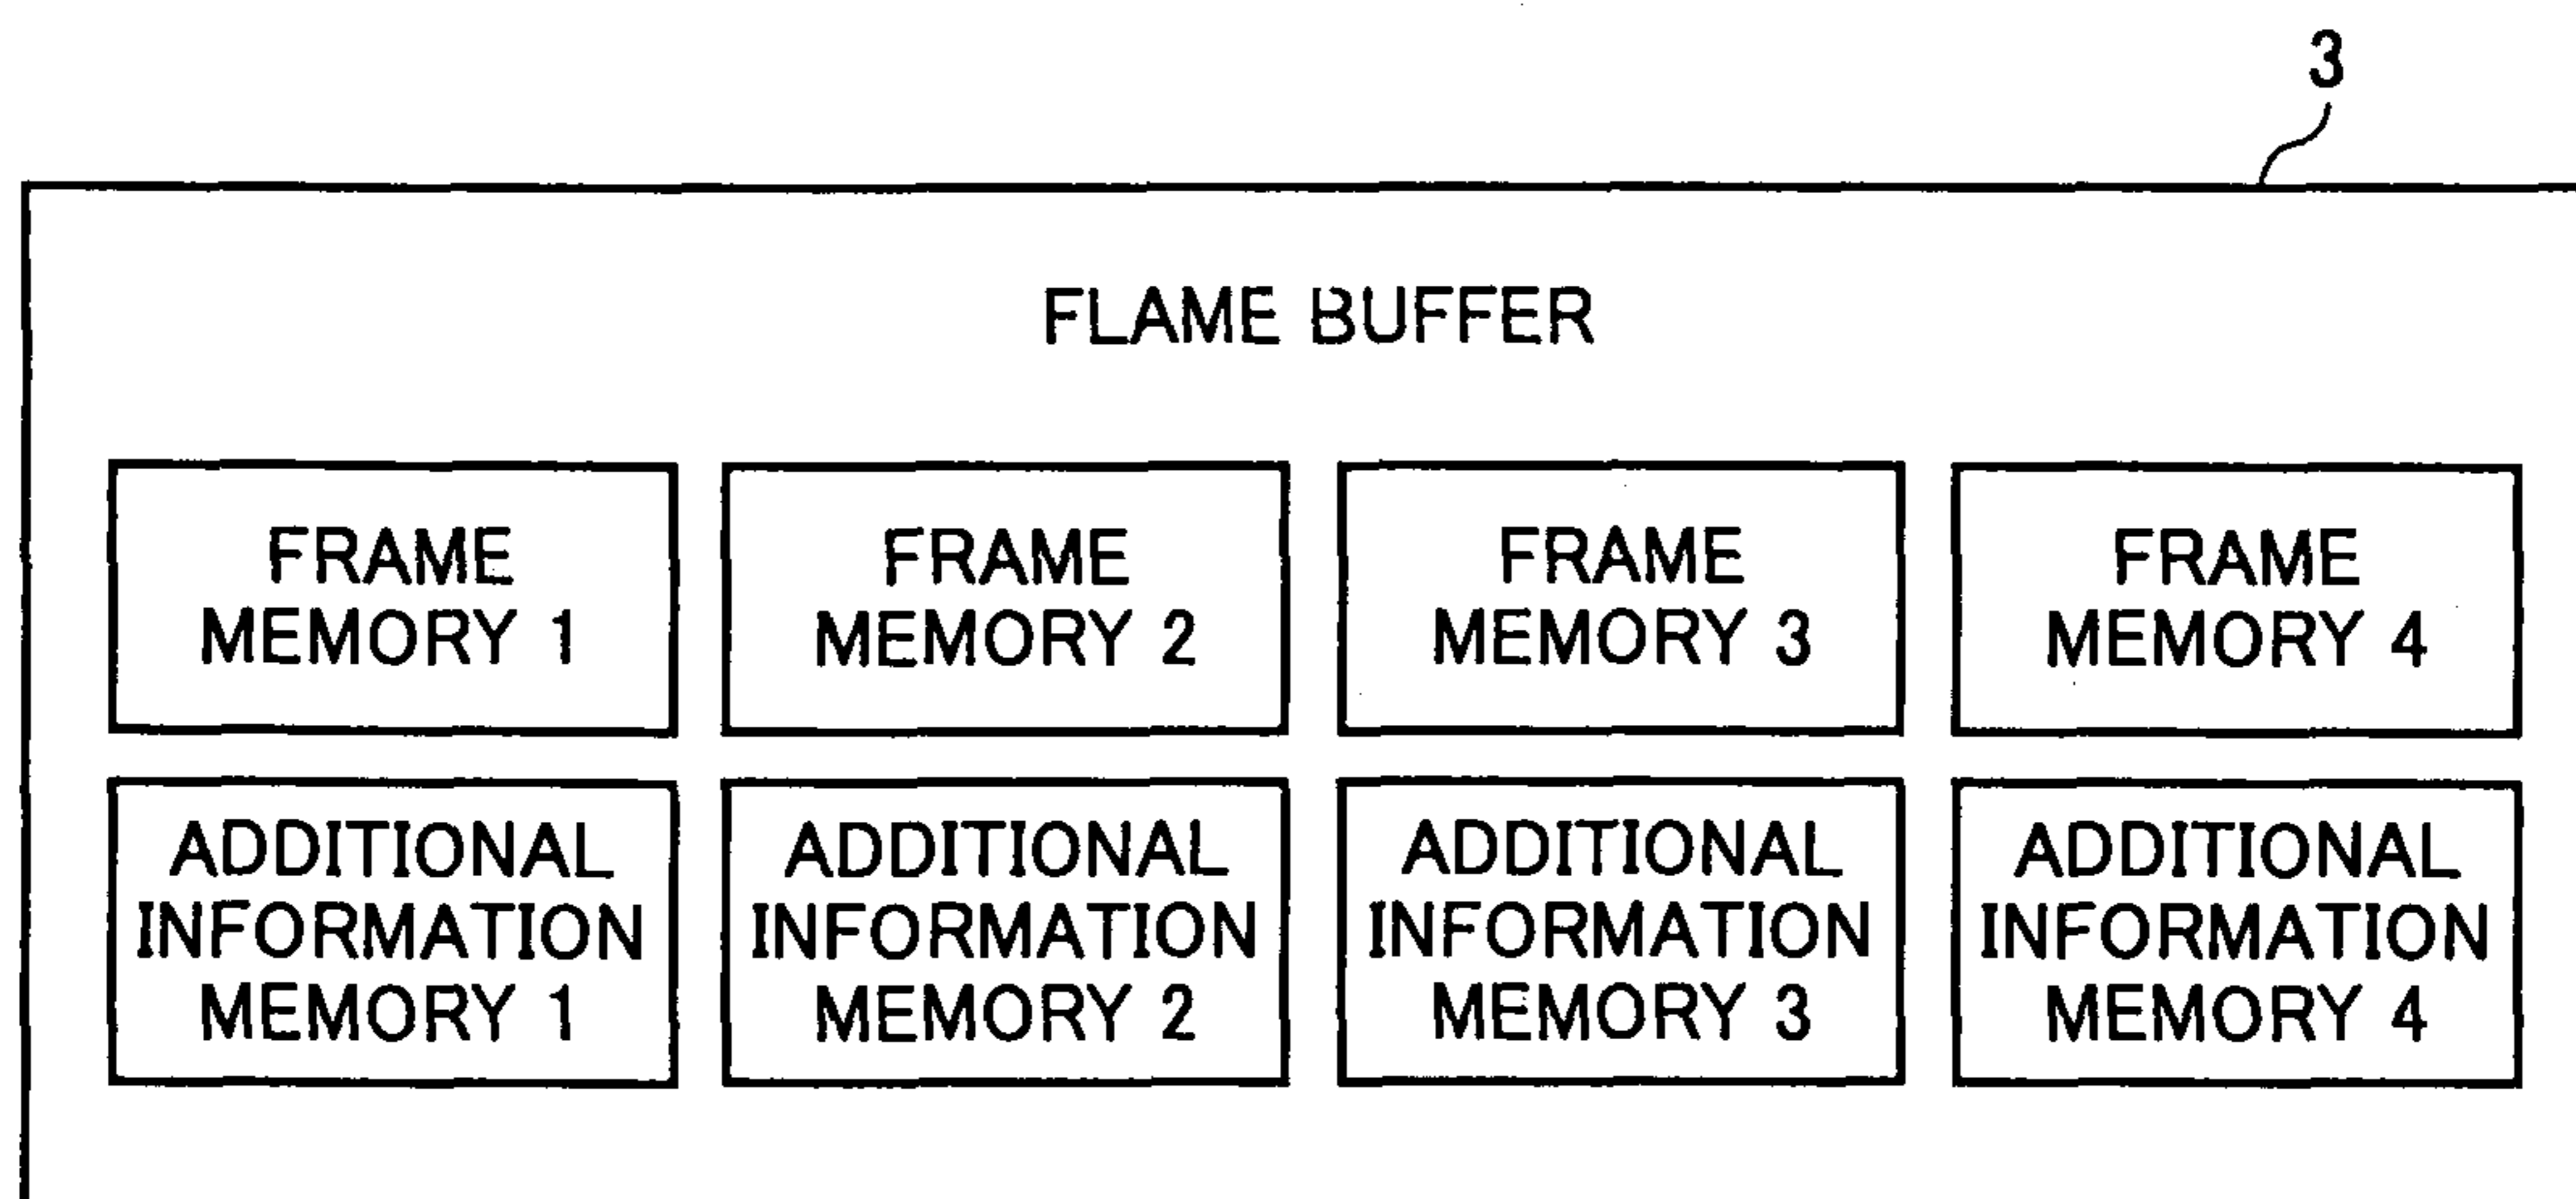 3
FLAME BUFFER
FRAME
MEMORY 1
FRAME
MEMORY 2
FRAME
MEMORY 3
FRAME
MEMORY 4
ADDITIONAL
INFORMATION
MEMORY 1
ADDITIONAL
INFORMATION
MEMORY 2
ADDITIONAL
INFORMATION
MEMORY 3
ADDITIONAL
INFORMATION
MEMORY 4